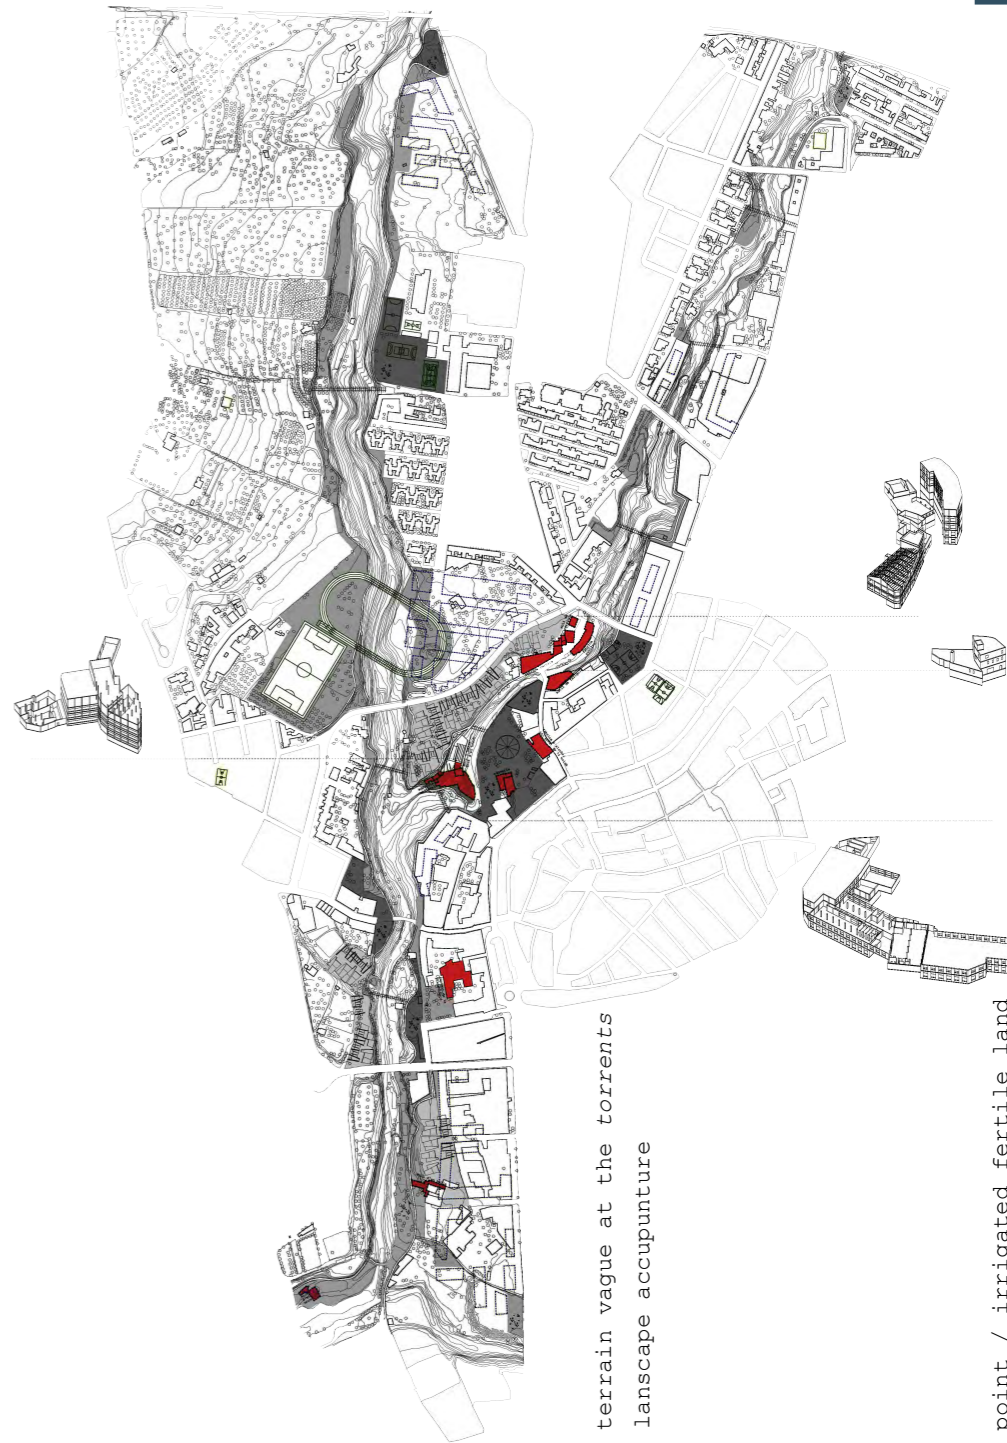 terrain vague at the torrents
lanscape accupunture
point / irrigated fertile land